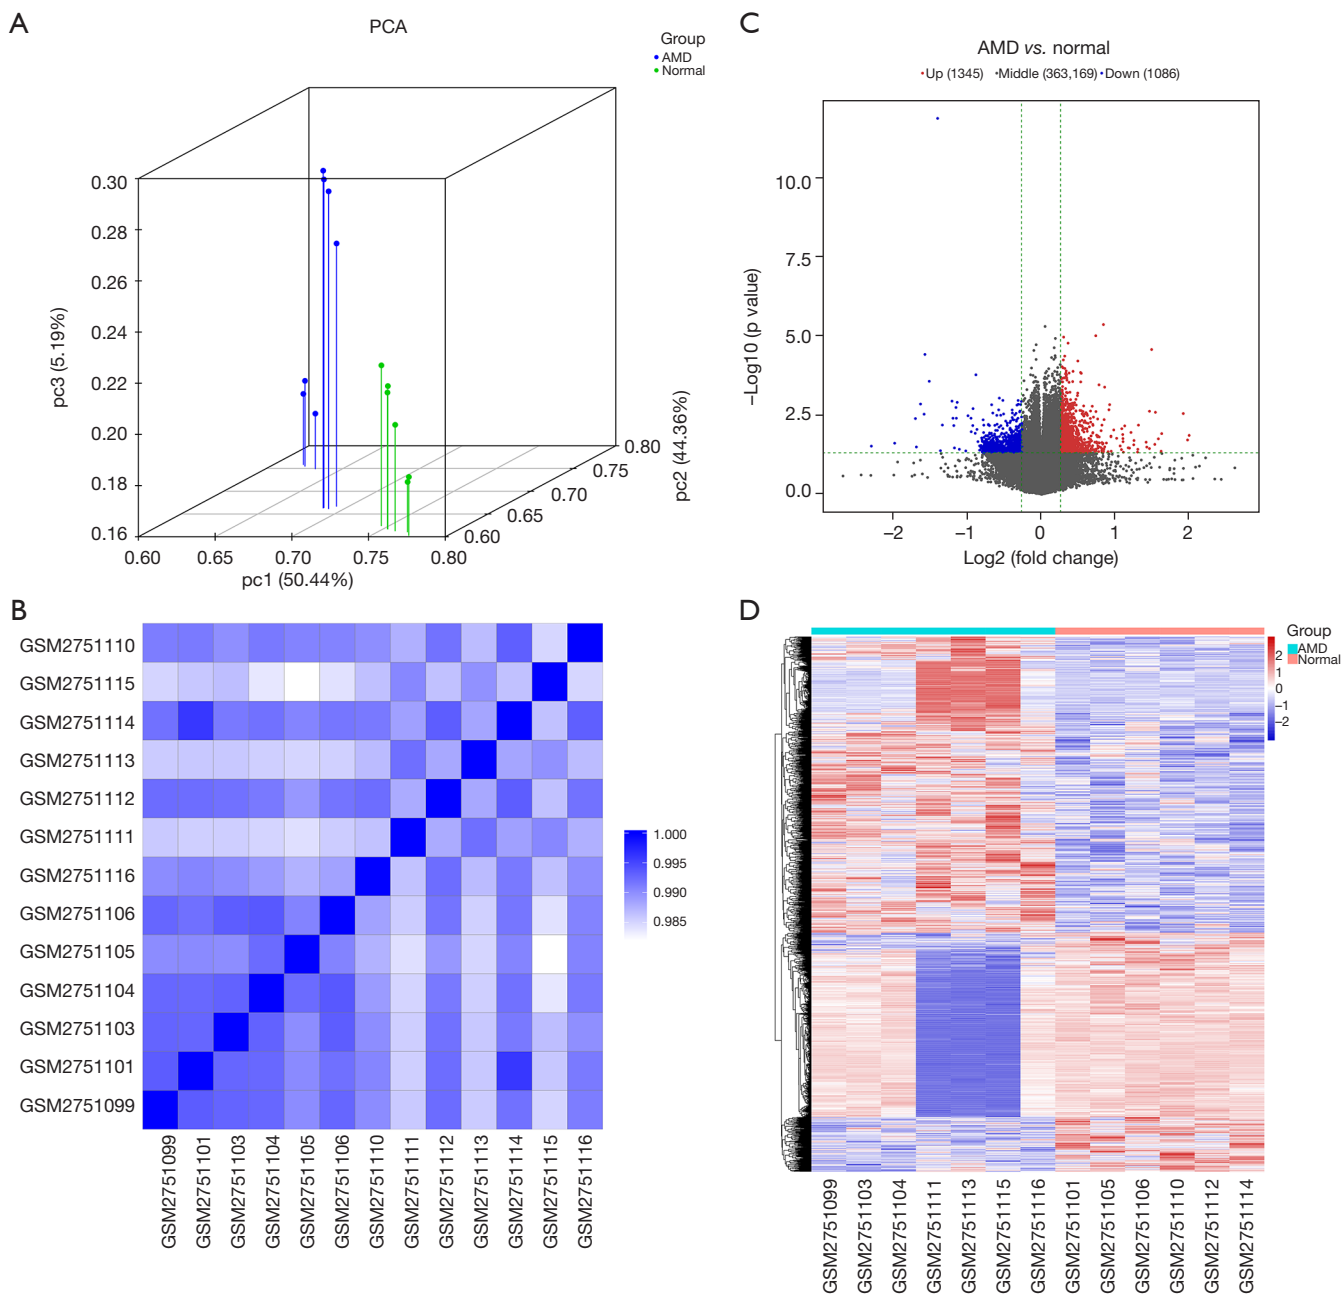 A
PCA
Group
AMD
Normal
0.30
0.28
0.26
0.24
0.22
0.20
0.18
0.16
pc3 (5.19%)
0.60
0.65
0.70
0.75
0.80
pc1 (50.44%)
0.60
0.65
0.70
0.75
0.80
pc2 (44.36%)
C
AMD vs. normal
Up (1345) Middle (363,169) Down (1086)
10.0
7.5
5.0
2.5
0.0
−Log10 (p value)
−2
−1
0
1
2
Log2 (fold change)
B
GSM2751110
GSM2751115
GSM2751114
GSM2751113
GSM2751112
GSM2751111
GSM2751116
GSM2751106
GSM2751105
GSM2751104
GSM2751103
GSM2751101
GSM2751099
GSM2751099
GSM2751101
GSM2751103
GSM2751104
GSM2751105
GSM2751106
GSM2751110
GSM2751111
GSM2751112
GSM2751113
GSM2751114
GSM2751115
GSM2751116
1.000
0.995
0.990
0.985
D
Group
AMD
Normal
2
1
0
−1
−2
GSM2751099
GSM2751103
GSM2751104
GSM2751111
GSM2751113
GSM2751115
GSM2751116
GSM2751101
GSM2751105
GSM2751106
GSM2751110
GSM2751112
GSM2751114